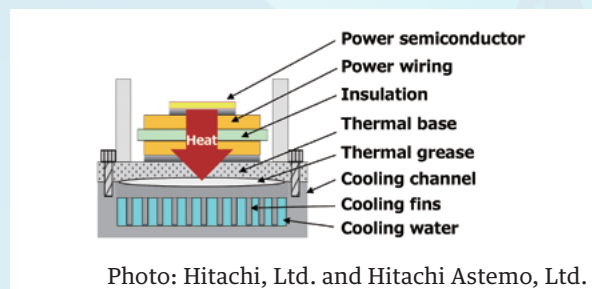 Power semiconductor
Power wiring
Insulation
Thermal base
Thermal grease
Cooling channel
Cooling fins
Cooling water
Heat
Photo: Hitachi, Ltd. and Hitachi Astemo, Ltd.